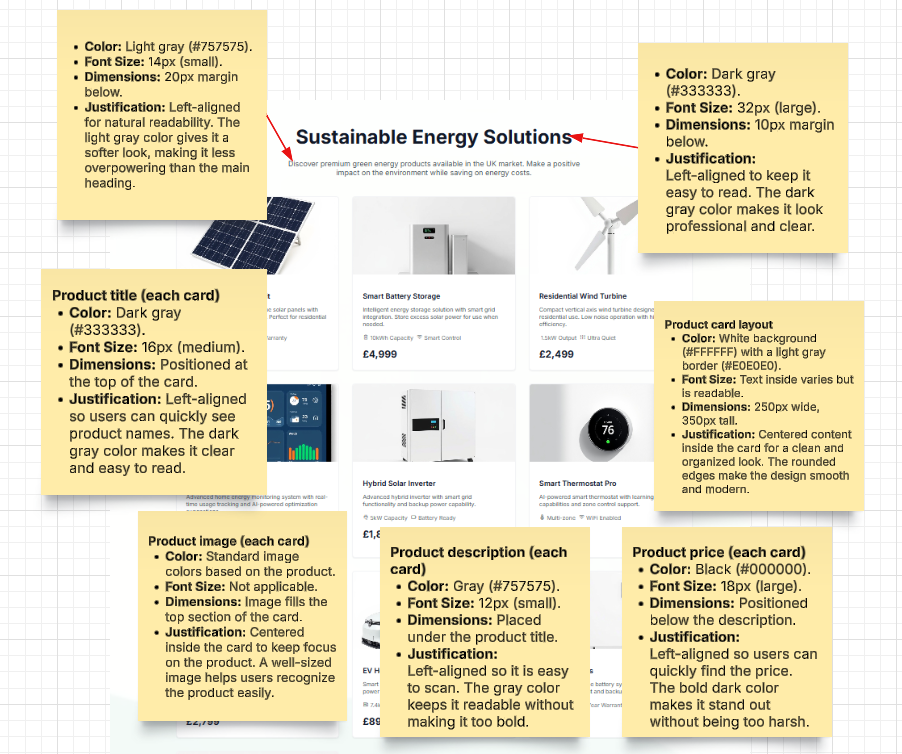 Color: Light gray (#757575).
Font Size: 14px (small).
Dimensions: 20px margin
below.
Justification: Left-aligned
for natural readability. The
light gray color gives it a
softer look, making it less
overpowering than the main
heading.
Color: Dark gray
(#333333).
Font Size: 32px (large).
Dimensions: 10px margin
below.
Justification:
Left-aligned to keep it
easy to read. The dark
gray color makes it look
professional and clear.
Sustainable Energy Solutions
Discover premium green energy products available in the UK market. Make a positive
impact on the environment while saving on energy costs.
Product title (each card)
Color: Dark gray
(#333333).
Font Size: 16px (medium).
Dimensions: Positioned at
the top of the card.
Justification: Left-aligned
so users can quickly see
product names. The dark
gray color makes it clear
and easy to read.
solar panels with
Perfect for residential
Smart Battery Storage
Intelligent energy storage solution with smart grid
integration. Store excess solar power for use when
needed.
10kWh Capacity Smart Control
£4,999
Residential Wind Turbine
Compact vertical axis wind turbine designed
residential use. Low noise operation with
efficiency.
1.5kW Output Ultra Quiet
£2,499
Product card layout
Color: White background
(#FFFFFF) with a light gray
border (#E0E0E0).
Font Size: Text inside varies but
is readable.
Dimensions: 250px wide,
350px tall.
Justification: Centered content
inside the card for a clean and
organized look. The rounded
edges make the design smooth
and modern.
76
Advanced home energy monitoring system with real-
time usage tracking and AI-powered optimization
Hybrid Solar Inverter
Advanced hybrid inverter with smart grid
functionality and backup power capability.
5kW Capacity Battery Ready
£1,8
Smart Thermostat Pro
AI-powered smart thermostat with learning
capabilities and zone control support.
Multi-zone WiFi Enabled
Product image (each card)
Color: Standard image
colors based on the product.
Font Size: Not applicable.
Dimensions: Image fills the
top section of the card.
Justification: Centered
inside the card to keep focus
on the product. A well-sized
image helps users recognize
the product easily.
£2,799
EV H
Smart
power
7.4k
£89
Product description (each
card)
Color: Gray (#757575).
Font Size: 12px (small).
Dimensions: Placed
under the product title.
Justification:
Left-aligned so it is easy
to scan. The gray color
keeps it readable without
making it too bold.
Product price (each card)
Color: Black (#000000).
Font Size: 18px (large).
Dimensions: Positioned
below the description.
Justification:
Left-aligned so users can
quickly find the price.
The bold dark color
makes it stand out
without being too harsh.